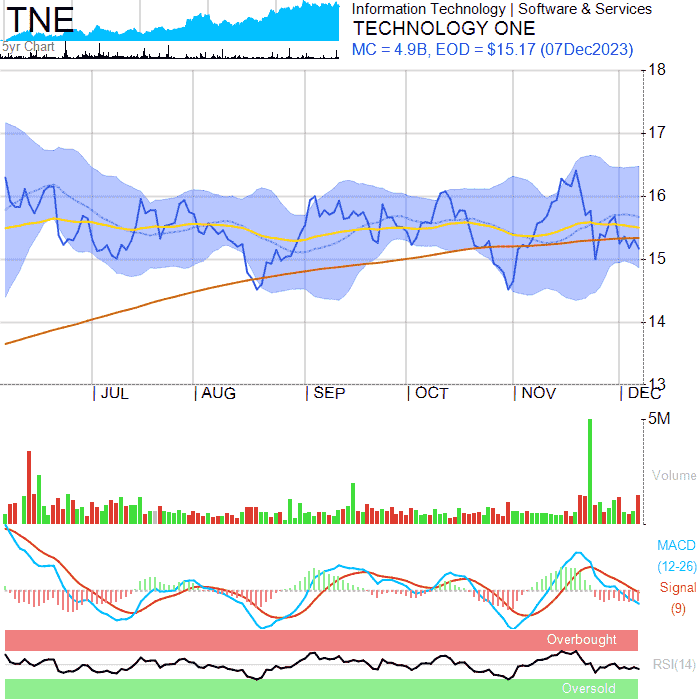 TNE
5yr Chart
Information Technology | Software & Services
TECHNOLOGY ONE
MC = 4.9B, EOD = $15.17 (07Dec2023)
18
17
16
15
14
13
JUL AUG SEP OCT NOV DEC
5M
Volume
MACD
(12-26)
Signal
(9)
Overbought
RSI(14)
Oversold